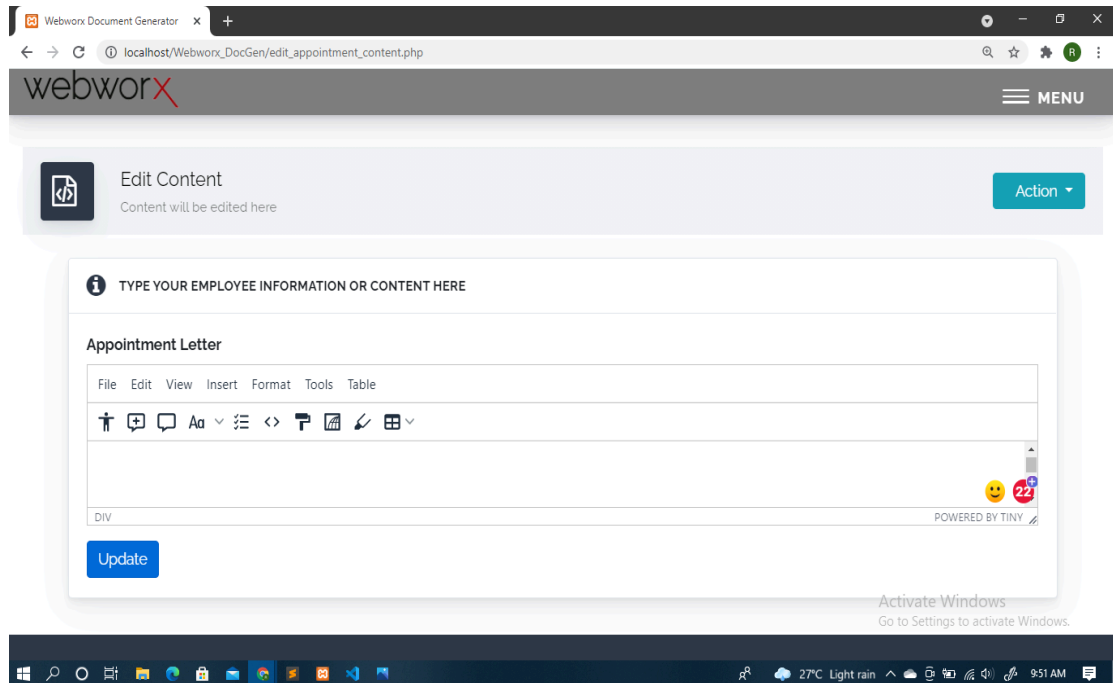 Webworx Document Generator
localhost/Webworx_DocGen/edit_appointment_content.php
R
webworx
MENU
Edit Content
Content will be edited here
Action
TYPE YOUR EMPLOYEE INFORMATION OR CONTENT HERE
Appointment Letter
File Edit View Insert Format Tools Table
Aa
22
DIV
POWERED BY TINY
Update
Activate Windows
Go to Settings to activate Windows.
27°C Light rain
9:51 AM